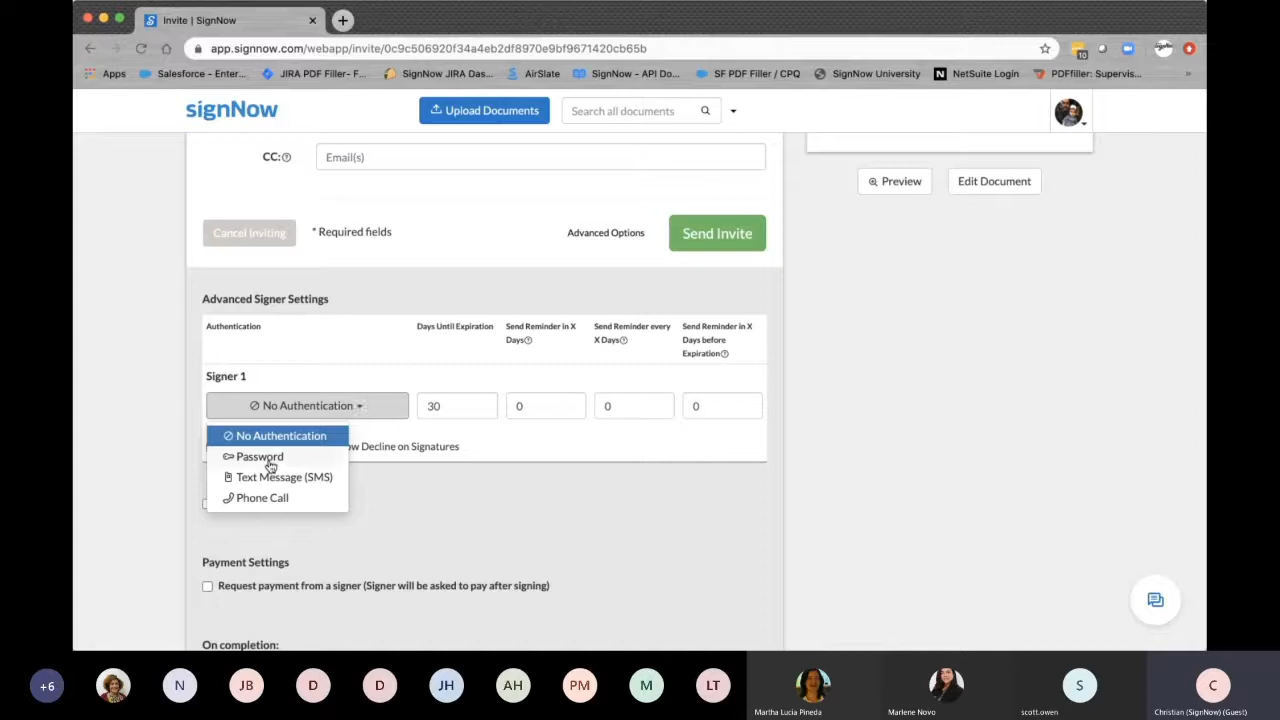 Invite | SignNow
app.signnow.com/webapp/invite/0c9c506920f34a4eb2df8970e9bf9671420cb65b
10
Apps Salesforce - Enter... JIRA PDF Filler- F... SignNow JIRA Das... AirSlate SignNow - API Do... SF PDF Filler / CPQ SignNow University NetSuite Login PDFfiller: Supervis... »
signNow Upload Documents Search all documents
CC: Email(s)
Preview Edit Document
Cancel Inviting * Required fields Advanced Options Send Invite
Advanced Signer Settings
Authentication Days Until Expiration Send Reminder in X Days Send Reminder every X Days Send Reminder in X Days before Expiration
Signer 1
No Authentication 30 0 0 0
No Authentication
Decline on Signatures
Password
Text Message (SMS)
Phone Call
Payment Settings
Request payment from a signer (Signer will be asked to pay after signing)
On completion:
+6 N JB D D JH AH PM M LT S C
Martha Lucia Pineda Marlene Novo scott.owen Christian (SignNow) (Guest)